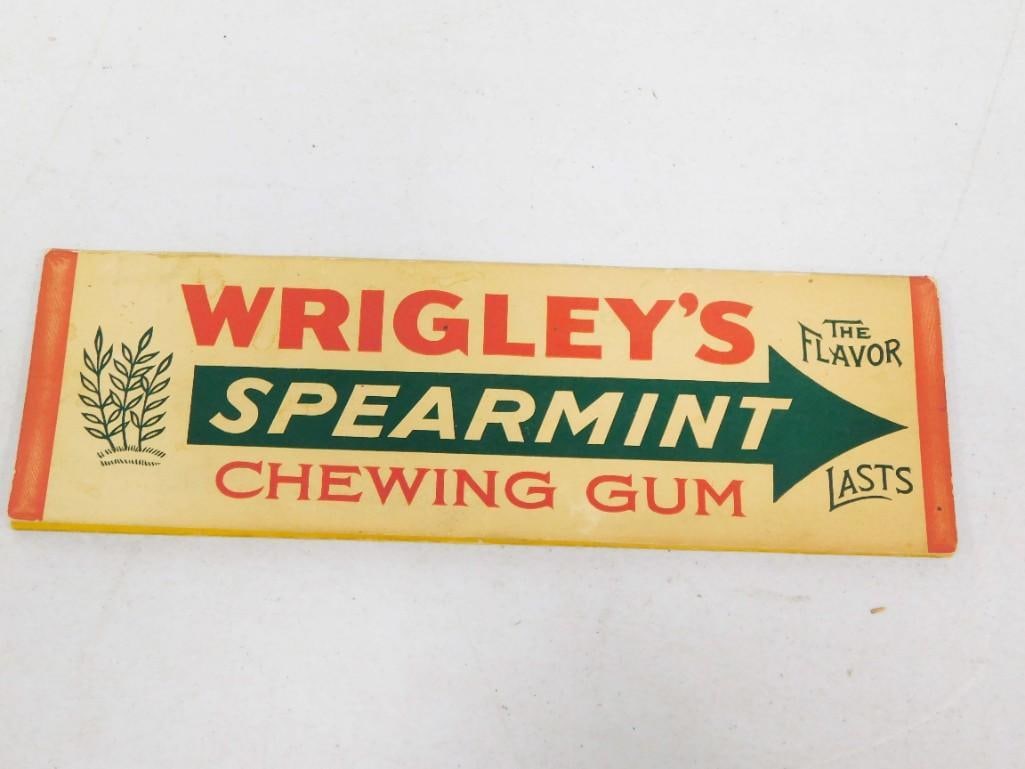 WRIGLEY'S
SPEARMINT
CHEWING GUM
THE
FLAVOR
LASTS